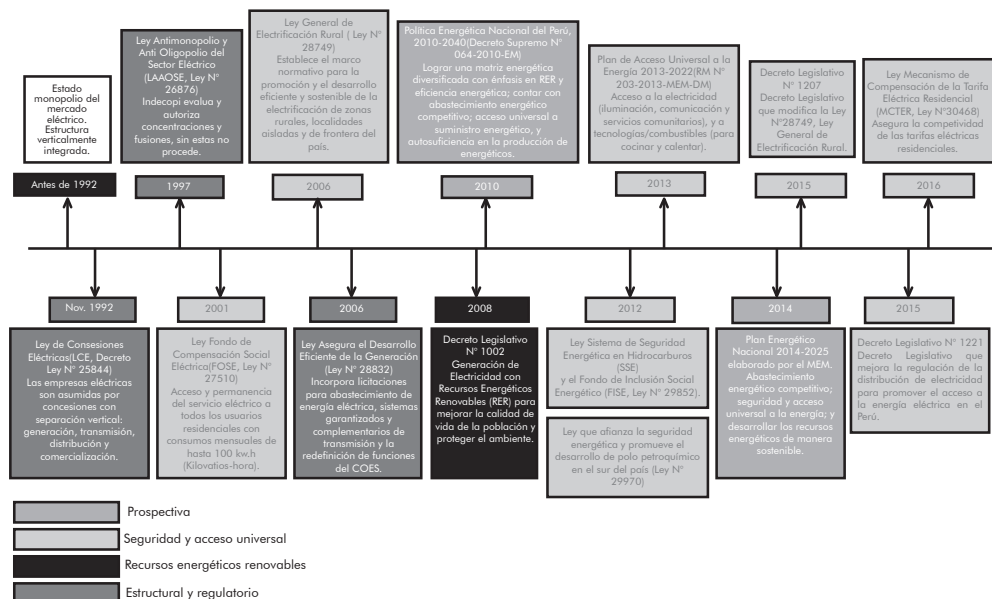 Estado
monopolio del
mercado
eléctrico.
Estructura
verticalmente
integrada.
Antes de 1992
Ley Antimonopolio y
Anti Oligopolio del
Sector Eléctrico
(LAAOSE, Ley N°
26876)
Indecopi evalua y
autoriza
concentraciones y
fusiones, sin estas no
procede.
1997
Ley General de
Electrificación Rural ( Ley N°
28749)
Establece el marco
normativo para la
promoción y el desarrollo
eficiente y sostenible de la
electrificación de zonas
rurales, localidades
aisladas y de frontera del
país.
2006
Política Energética Nacional del Perú,
2010-2040(Decreto Supremo N°
064-2010-EM)
Lograr una matriz energética
diversificada con énfasis en RER y
eficiencia energética; contar con
abastecimiento energético
competitivo; acceso universal a
suministro energético, y
autosuficiencia en la producción de
energéticos.
2010
Plan de Acceso Universal a la
Energía 2013-2022(RM N°
203-2013-MEM-DM)
Acceso a la electricidad
(iluminación, comunicación y
servicios comunitarios), y a
tecnologías/combustibles (para
cocinar y calentar).
2013
Decreto Legislativo
N° 1207
Decreto Legislativo
que modifica la Ley
N°28749, Ley
General de
Electrificación Rural.
2015
Ley Mecanismo de
Compensación de la Tarifa
Eléctrica Residencial
(MCTER, Ley N°30468)
Asegura la competividad
de las tarifas eléctricas
residenciales.
2016
Nov. 1992
Ley de Consesiones
Eléctricas(LCE, Decreto
Ley N° 25844)
Las empresas eléctricas
son asumidas por
concesiones con
separación vertical:
generación, transmisión,
distribución y
comercialización.
2001
Ley Fondo de
Compensación Social
Eléctrica(FOSE, Ley N°
27510)
Acceso y permanencia
del servicio eléctrico a
todos los usuarios
residenciales con
consumos mensuales de
hasta 100 kw.h
(Kilovatios-hora).
2006
Ley Asegura el Desarrollo
Eficiente de la Generación
(Ley N° 28832)
Incorpora licitaciones
para abastecimiento de
energía eléctrica, sistemas
garantizados y
complementarios de
transmisión y la
redefinición de funciones
del COES.
2008
Decreto Legislativo
N° 1002
Generación de
Electricidad con
Recursos Energéticos
Renovables (RER) para
mejorar la calidad de
vida de la población y
proteger el ambiente.
2012
Ley Sistema de Seguridad
Energética en Hidrocarburos
(SSE)
y el Fondo de Inclusión Social
Energético (FISE, Ley N° 29852)
Ley que afianza la seguridad
energética y promueve el
desarrollo de polo petroquímico
en el sur del país (Ley N°
29970)
2014
Plan Energético
Nacional 2014-2025
elaborado por el MEM.
Abastecimiento
energético competitivo;
seguridad y acceso
universal a la energía; y
desarrollar los recursos
energéticos de manera
sostenible.
2015
Decreto Legislativo N° 1221
Decreto Legislativo que
mejora la regulación de la
distribución de electricidad
para promover el acceso a
la energía eléctrica en el
Perú.
Prospectiva
Seguridad y acceso universal
Recursos energéticos renovables
Estructural y regulatorio